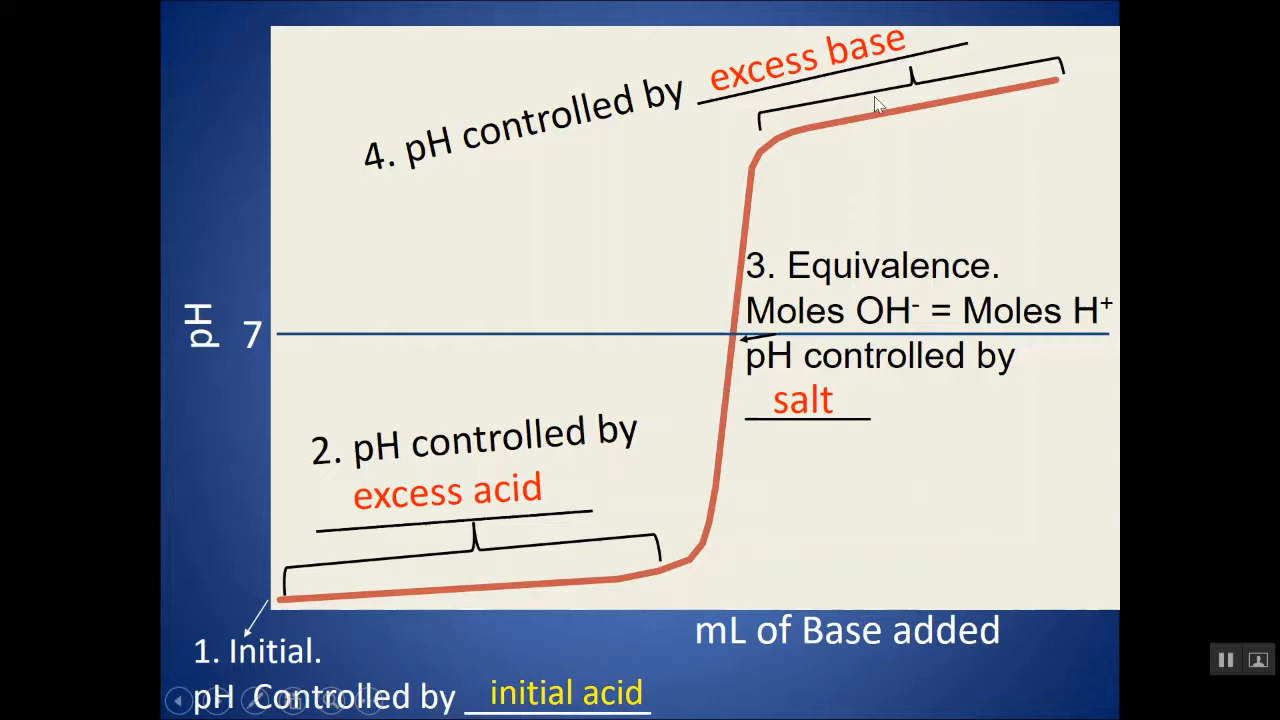 4. pH controlled by excess base
3. Equivalence.
Moles OH⁻ = Moles H⁺
pH 7
pH controlled by
salt
2. pH controlled by
excess acid
mL of Base added
1. Initial.
pH Controlled by initial acid